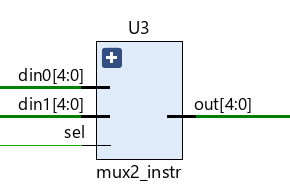 U3
din0[4:0]
din1[4:0]
out[4:0]
sel
mux2_instr